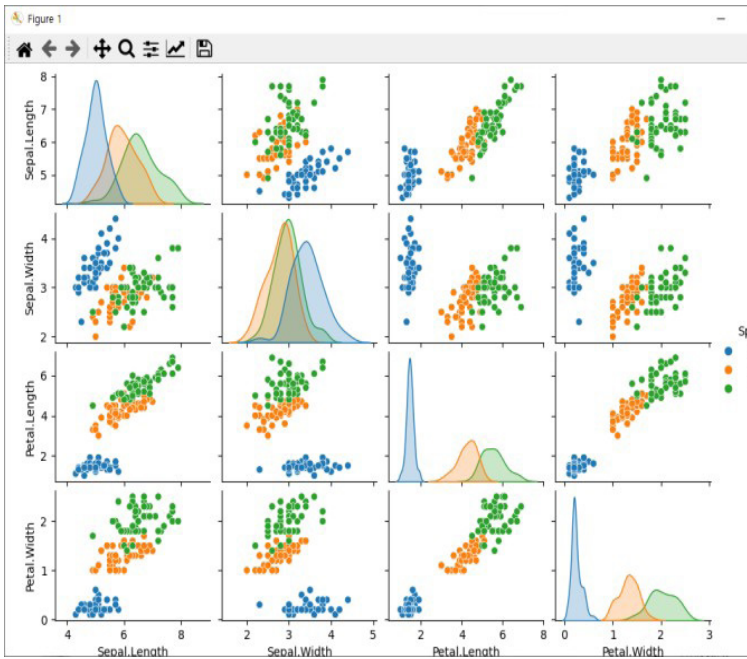 Figure 1
8
7
6
5
Sepal.Length
4
3
2
Sepal.Width
6
4
2
Petal.Length
2
1
0
Petal.Width
4 6 8
2 3 4 5
2 4 6 8
0 1 2 3
Sepal.Length
Sepal.Width
Petal.Length
Petal.Width
Sp